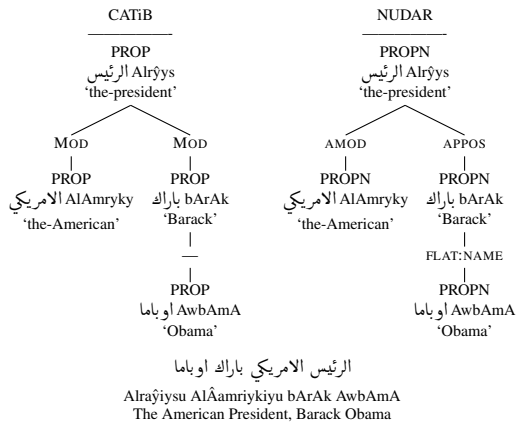 CATiB
PROP
الرئيس Alrŷys
‘the-president’
MOD MOD
PROP PROP
الامريكي AlAmryky باراك bArAk
‘the-American’ ‘Barack’
—
PROP
اوباما AwbAmA
‘Obama’
NUDAR
PROPN
الرئيس Alrŷys
‘the-president’
AMOD APPOS
PROPN PROPN
الامريكي AlAmryky باراك bArAk
‘the-American’ ‘Barack’
FLAT:NAME
PROPN
اوباما AwbAmA
‘Obama’
الرئيس الامريكي باراك اوباما
Alraŷiysu AlÂamriykiyu bArAk AwbAmA
The American President, Barack Obama